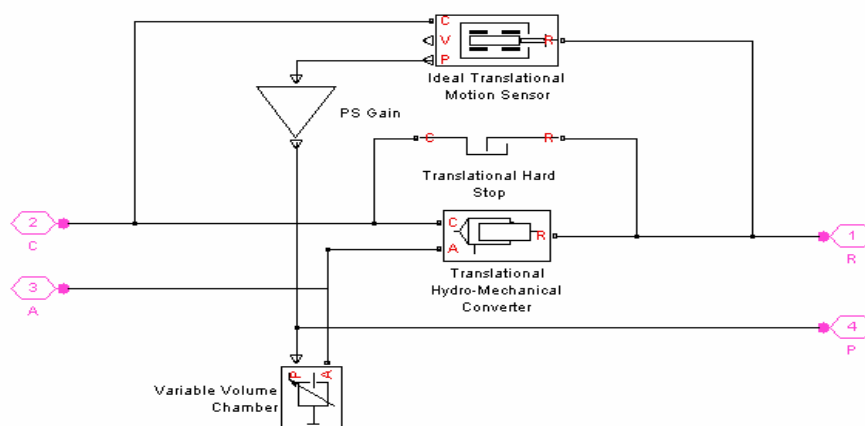 C
V
R
P
Ideal Translational
Motion Sensor
PS Gain
C
R
Translational Hard
Stop
2
C
C
R
A
1
R
Translational
Hydro-Mechanical
Converter
3
A
4
P
P
A
Variable Volume
Chamber